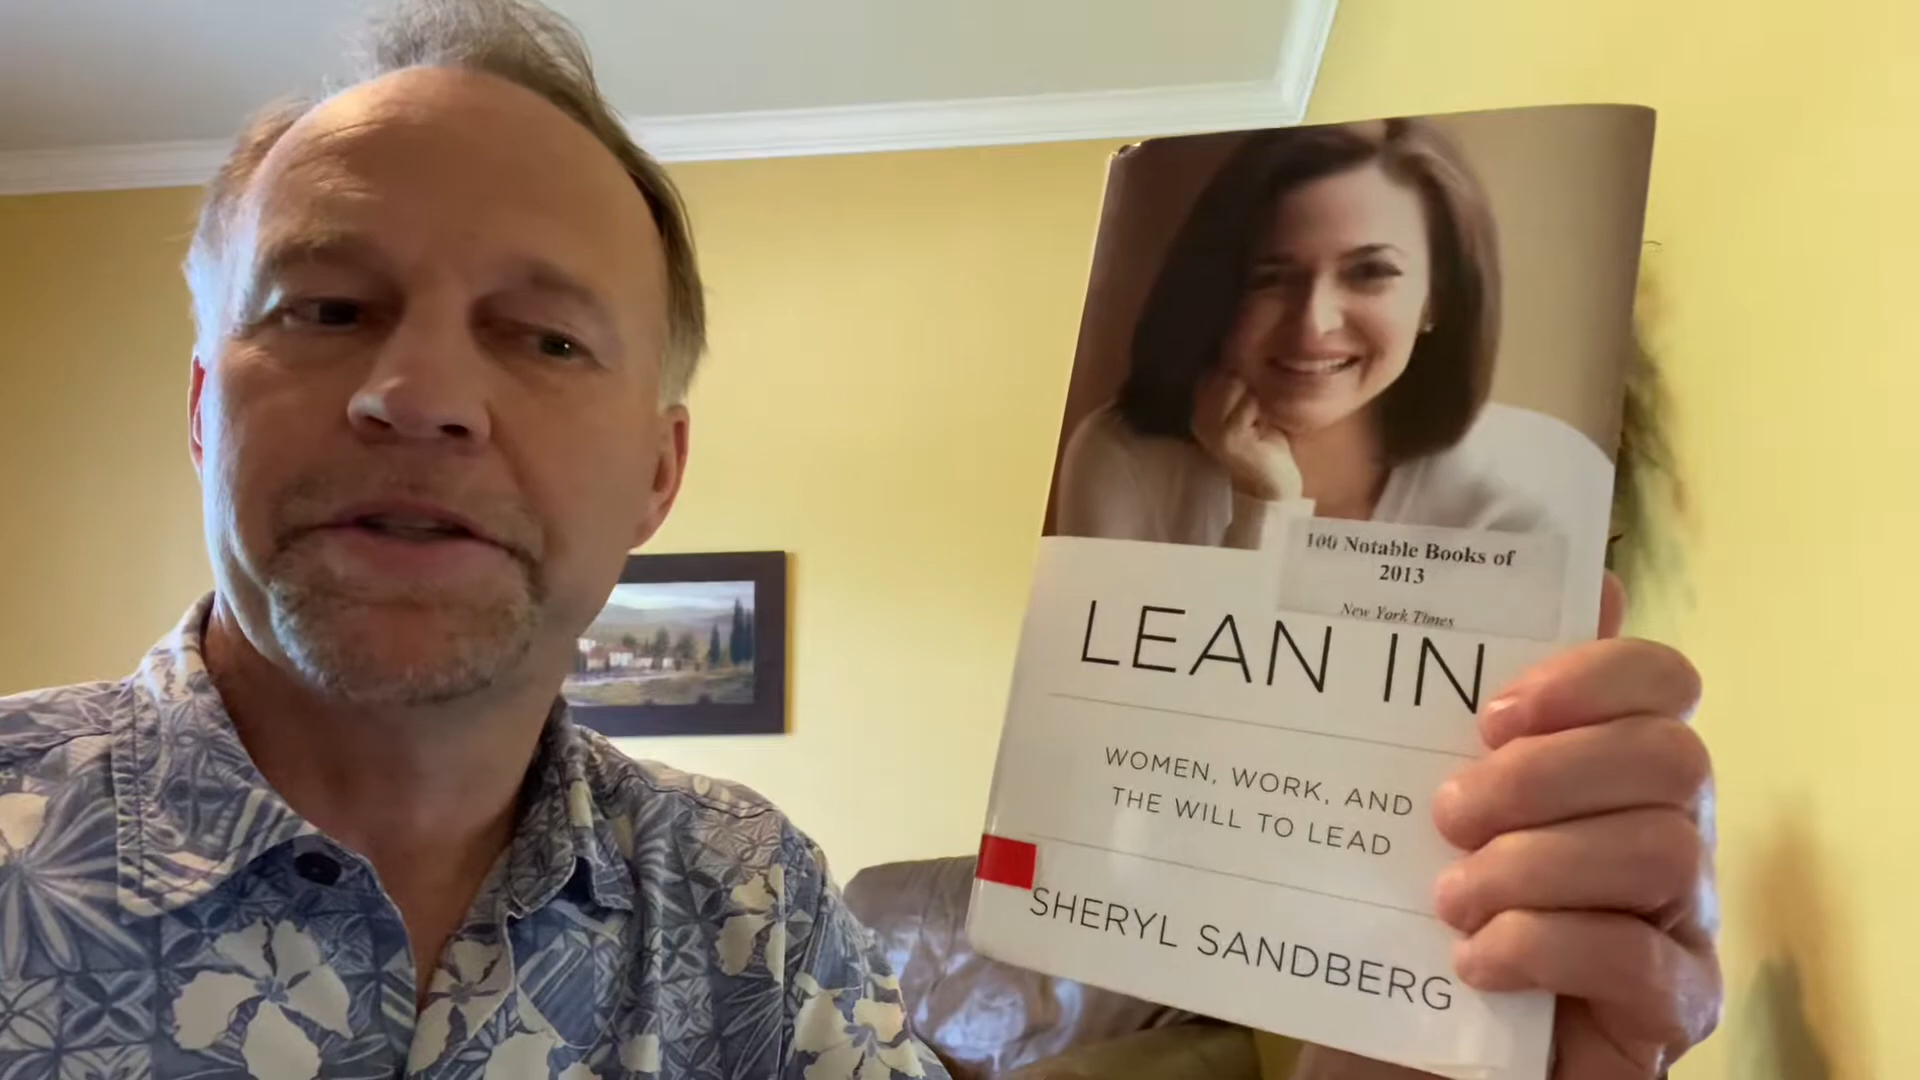 100 Notable Books of
2013
New York Times
LEAN IN
WOMEN, WORK, AND
THE WILL TO LEAD
SHERYL SANDBERG